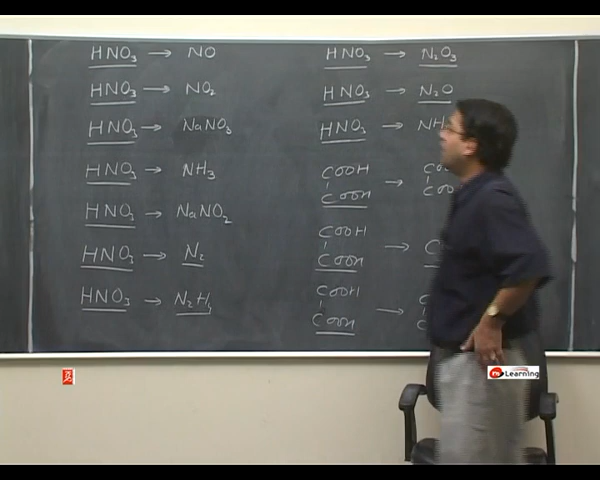 HNO3 → NO
HNO3 → NO2
HNO3 → NaNO3
HNO3 → NH3
HNO3 → NaNO2
HNO3 → N2
HNO3 → N2H4
HNO3 → N2O3
HNO3 → N2O
HNO3 → NH
COOH
COOH →
COOH
COOH →
COOH
COOH →
Learning